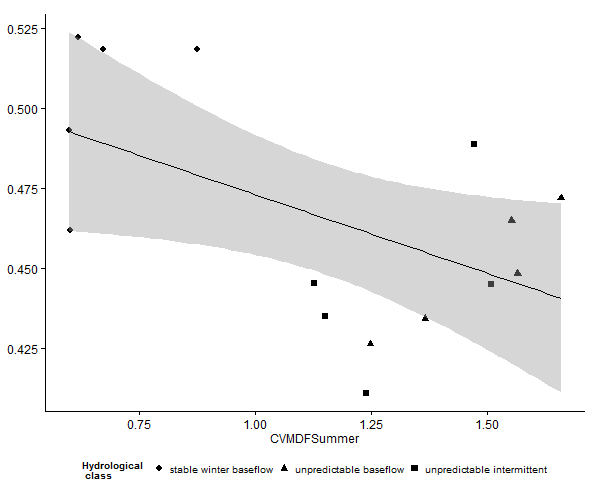 0.525
0.500
0.475
0.450
0.425
0.75 1.00 1.25 1.50
CVMDFSummer
Hydrological
class
stable winter baseflow unpredictable baseflow unpredictable intermittent